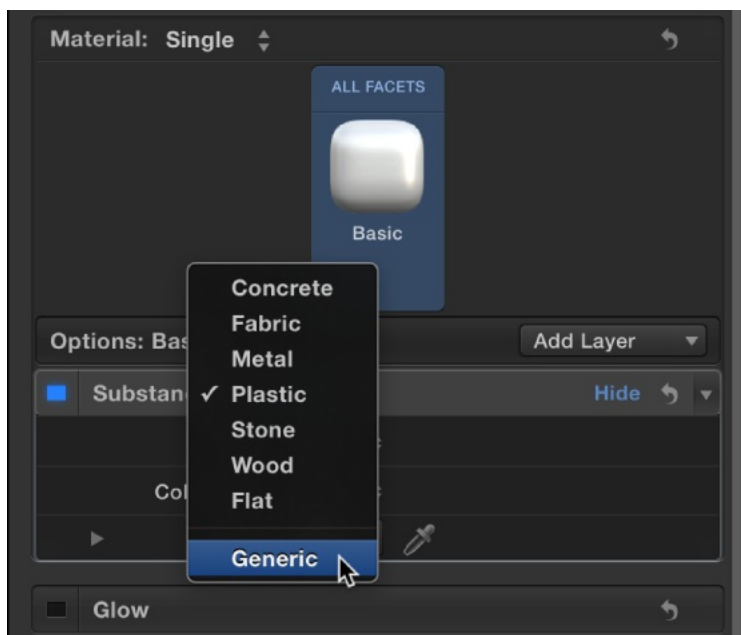 Material: Single
ALL FACETS
Basic
Concrete
Fabric
Metal
Plastic
Stone
Wood
Flat
Generic
Options: Bas
Add Layer
Substan
Hide
Col
Glow